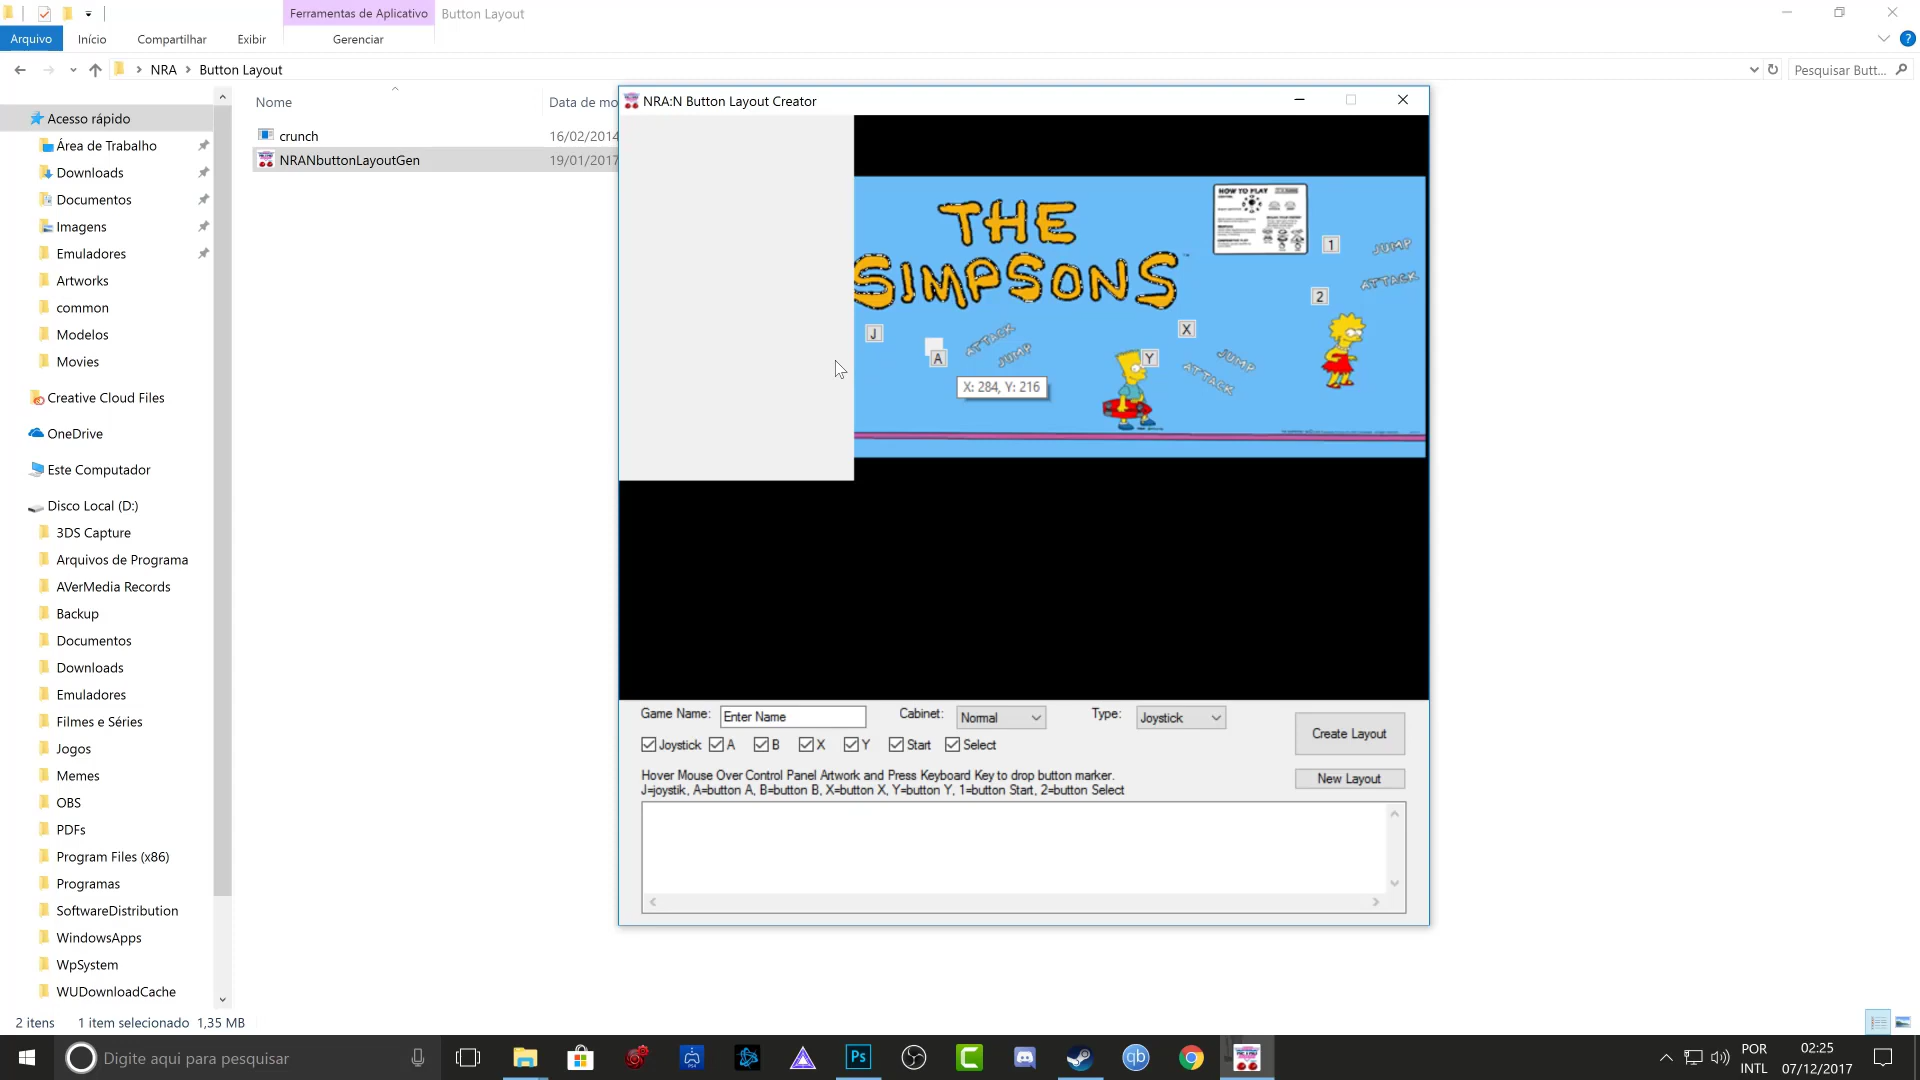 Ferramentas de Aplicativo
Button Layout
Arquivo
Início
Compartilhar
Exibir
Gerenciar
NRA
Button Layout
Pesquisar Butt...
Nome
Data de mo
crunch
16/02/2014
NRANbuttonLayoutGen
19/01/2017
Acesso rápido
Área de Trabalho
Downloads
Documentos
Imagens
Emuladores
Artworks
common
Modelos
Movies
Creative Cloud Files
OneDrive
Este Computador
Disco Local (D:)
3DS Capture
Arquivos de Programa
AVerMedia Records
Backup
Documentos
Downloads
Emuladores
Filmes e Séries
Jogos
Memes
OBS
PDFs
Program Files (x86)
Programas
SoftwareDistribution
WindowsApps
WpSystem
WUDownloadCache
NRA:N Button Layout Creator
THE
SIMPSONS
HOW TO PLAY
1
JUMP
ATTACK
2
J
A
ATTACK
JUMP
X
Y
JUMP
ATTACK
X: 284, Y: 216
Game Name: Enter Name
Cabinet: Normal
Type: Joystick
Create Layout
Joystick A B X Y Start Select
Hover Mouse Over Control Panel Artwork and Press Keyboard Key to drop button marker.
J=joystik, A=button A, B=button B, X=button X, Y=button Y, 1=button Start, 2=button Select
New Layout
2 itens 1 item selecionado 1,35 MB
Digite aqui para pesquisar
PS4
Ps
qb
POR
INTL
02:25
07/12/2017